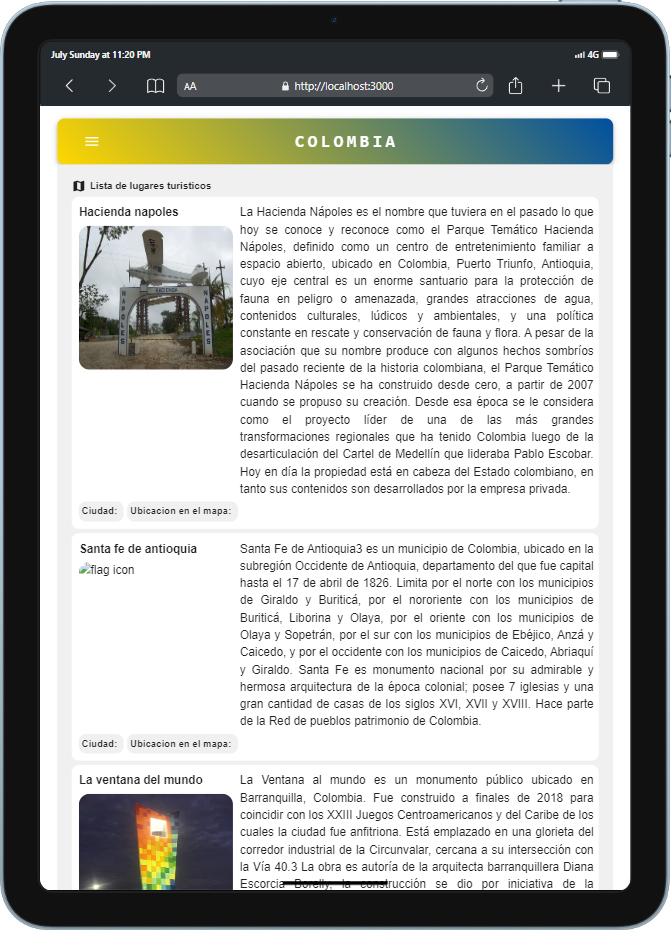 July Sunday at 11:20 PM
4G
AA
http://localhost:3000
COLOMBIA
Lista de lugares turisticos
Hacienda napoles
HACIENDA
NAPOLES
NAPOLES
La Hacienda Nápoles es el nombre que tuviera en el pasado lo que
hoy se conoce y reconoce como el Parque Temático Hacienda
Nápoles, definido como un centro de entretenimiento familiar a
espacio abierto, ubicado en Colombia, Puerto Triunfo, Antioquia,
cuyo eje central es un enorme santuario para la protección de
fauna en peligro o amenazada, grandes atracciones de agua,
contenidos culturales, lúdicos y ambientales, y una política
constante en rescate y conservación de fauna y flora. A pesar de la
asociación que su nombre produce con algunos hechos sombríos
del pasado reciente de la historia colombiana, el Parque Temático
Hacienda Nápoles se ha construido desde cero, a partir de 2007
cuando se propuso su creación. Desde esa época se le considera
como el proyecto líder de una de las más grandes
transformaciones regionales que ha tenido Colombia luego de la
desarticulación del Cartel de Medellín que lideraba Pablo Escobar.
Hoy en día la propiedad está en cabeza del Estado colombiano, en
tanto sus contenidos son desarrollados por la empresa privada.
Ciudad:
Ubicacion en el mapa:
Santa fe de antioquia
flag icon
Santa Fe de Antioquia3 es un municipio de Colombia, ubicado en la
subregión Occidente de Antioquia, departamento del que fue capital
hasta el 17 de abril de 1826. Limita por el norte con los municipios
de Giraldo y Buriticá, por el nororiente con los municipios de
Buriticá, Liborina y Olaya, por el oriente con los municipios de
Olaya y Sopetrán, por el sur con los municipios de Ebéjico, Anzá y
Caicedo, y por el occidente con los municipios de Caicedo, Abriaquí
y Giraldo. Santa Fe es monumento nacional por su admirable y
hermosa arquitectura de la época colonial; posee 7 iglesias y una
gran cantidad de casas de los siglos XVI, XVII y XVIII. Hace parte
de la Red de pueblos patrimonio de Colombia.
Ciudad:
Ubicacion en el mapa:
La ventana del mundo
La Ventana al mundo es un monumento público ubicado en
Barranquilla, Colombia. Fue construido a finales de 2018 para
coincidir con los XXIII Juegos Centroamericanos y del Caribe de los
cuales la ciudad fue anfitriona. Está emplazado en una glorieta del
corredor industrial de la Circunvalar, cercana a su intersección con
la Vía 40.3 La obra es autoría de la arquitecta barranquillera Diana
Escorcia Borelly, la construcción se dio por iniciativa de la